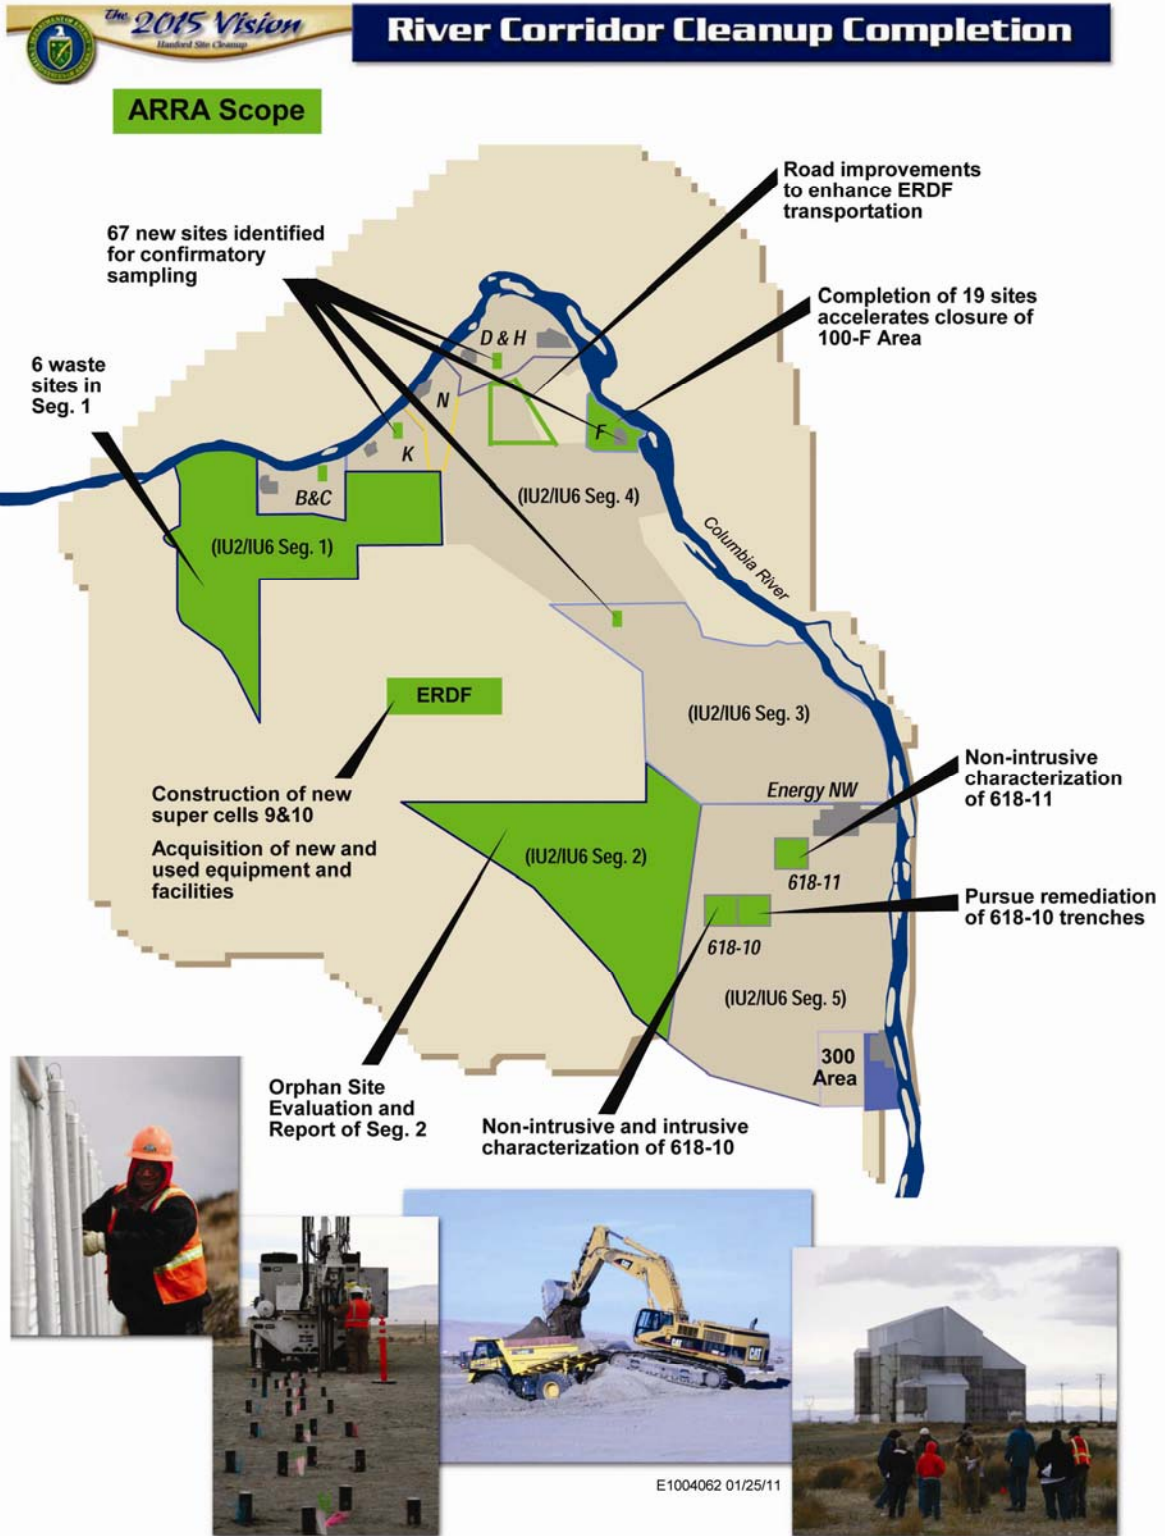 The 2015 Vision
Hanford Site Cleanup
River Corridor Cleanup Completion
ARRA Scope
Road improvements
to enhance ERDF
transportation
67 new sites identified
for confirmatory
sampling
Completion of 19 sites
accelerates closure of
100-F Area
6 waste
sites in
Seg. 1
D & H
N
F
K
B&C
(IU2/IU6 Seg. 4)
(IU2/IU6 Seg. 1)
Columbia River
ERDF
(IU2/IU6 Seg. 3)
Construction of new
super cells 9&10
Acquisition of new and
used equipment and
facilities
Energy NW
Non-intrusive
characterization
of 618-11
(IU2/IU6 Seg. 2)
618-11
Pursue remediation
of 618-10 trenches
618-10
(IU2/IU6 Seg. 5)
300
Area
Orphan Site
Evaluation and
Report of Seg. 2
Non-intrusive and intrusive
characterization of 618-10
CAT
CAT
E1004062 01/25/11